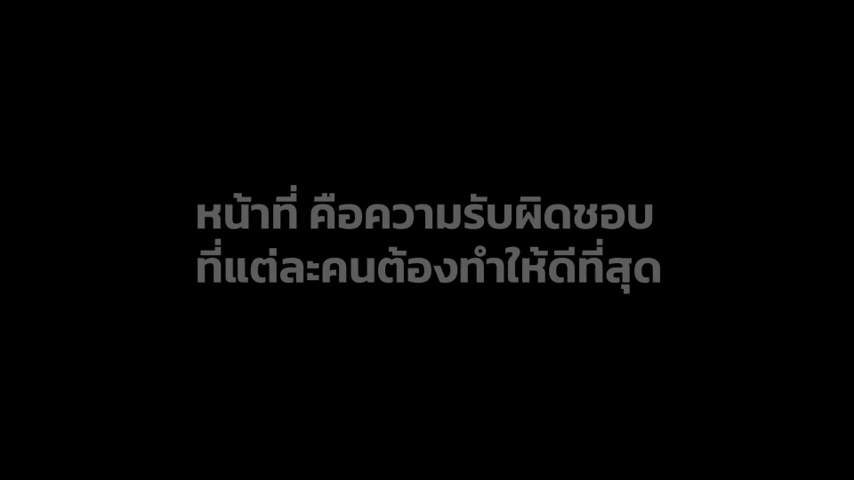 หน้าที่ คือความรับผิดชอบ
ที่แต่ละคนต้องทำให้ดีที่สุด